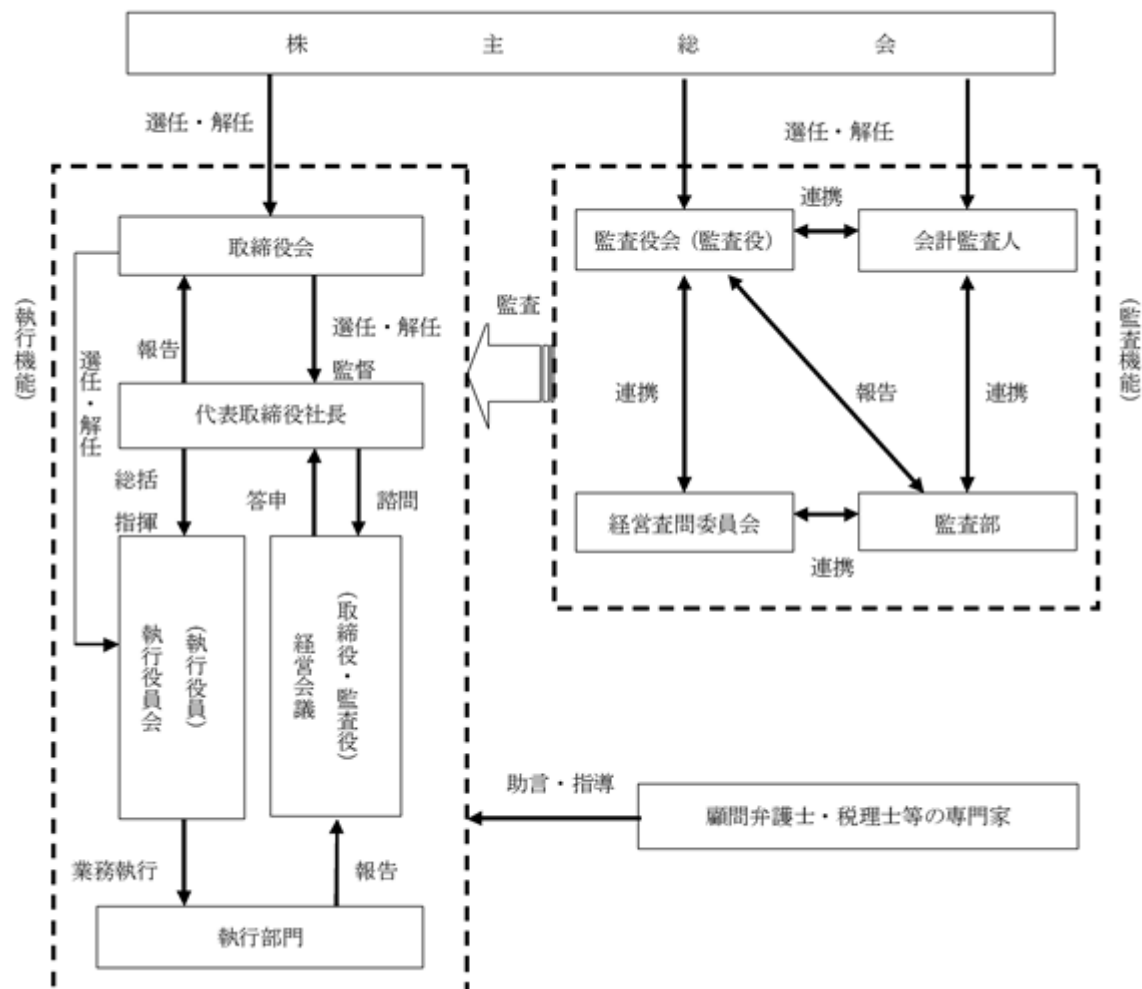 株主総会
選任・解任
選任・解任
連携
取締役会
監査役会（監査役）
会計監査人
(執行機能)
選任・解任
報告
選任・解任
監督
監査
連携
報告
連携
(監査機能)
代表取締役社長
総括
指揮
答申
諮問
経営査問委員会
監査部
連携
執行役員会
(執行役員)
経営会議
(取締役・監査役)
助言・指導
顧問弁護士・税理士等の専門家
業務執行
報告
執行部門